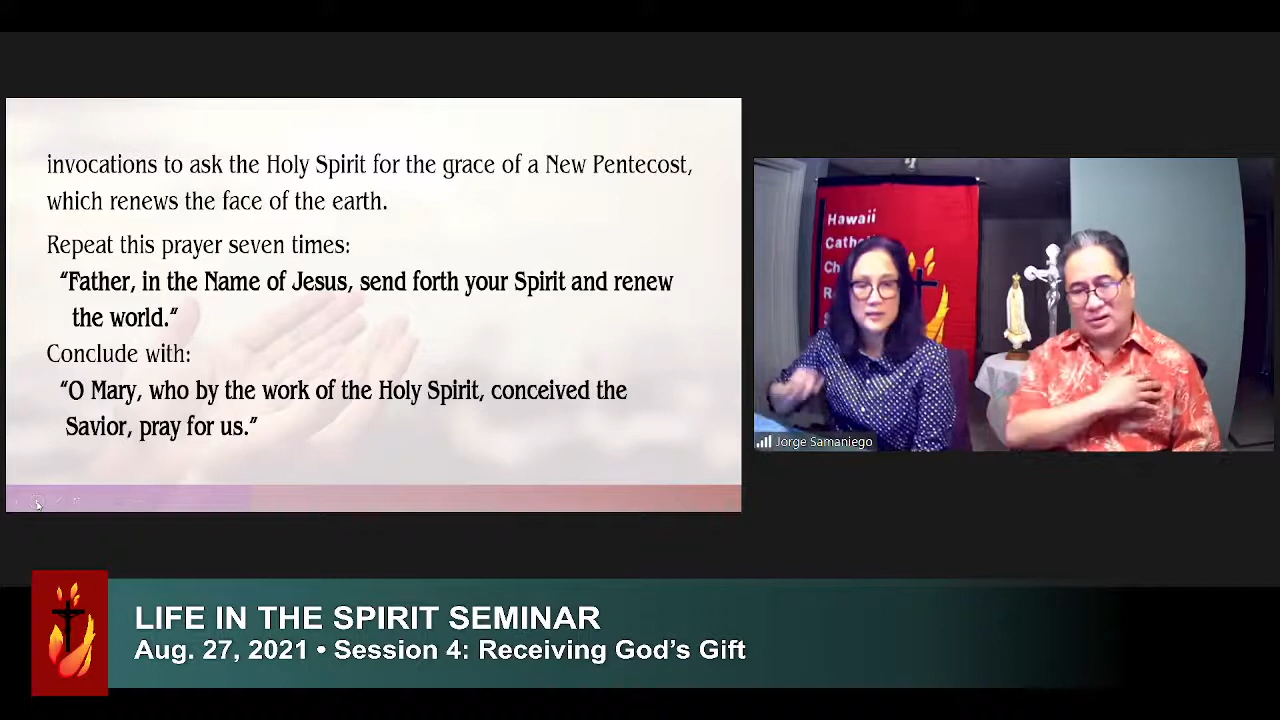 invocations to ask the Holy Spirit for the grace of a New Pentecost,
which renews the face of the earth.
Repeat this prayer seven times:
“Father, in the Name of Jesus, send forth your Spirit and renew
the world.”
Conclude with:
“O Mary, who by the work of the Holy Spirit, conceived the
Savior, pray for us.”
Hawaii
Jorge Samaniego
LIFE IN THE SPIRIT SEMINAR
Aug. 27, 2021 • Session 4: Receiving God’s Gift